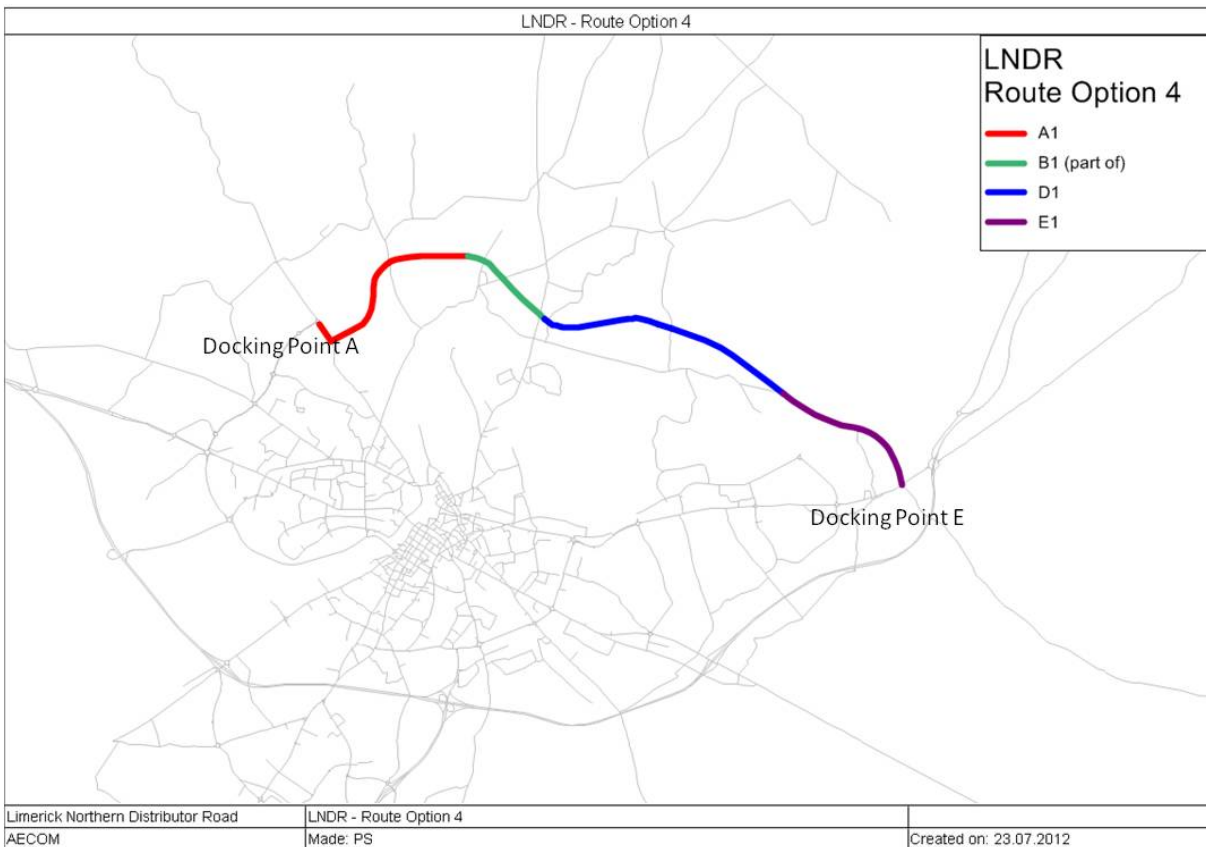 LNDR - Route Option 4
LNDR
Route Option 4
A1
B1 (part of)
D1
E1
Docking Point A
Docking Point E
Limerick Northern Distributor Road
LNDR - Route Option 4
AECOM
Made: PS
Created on: 23.07.2012